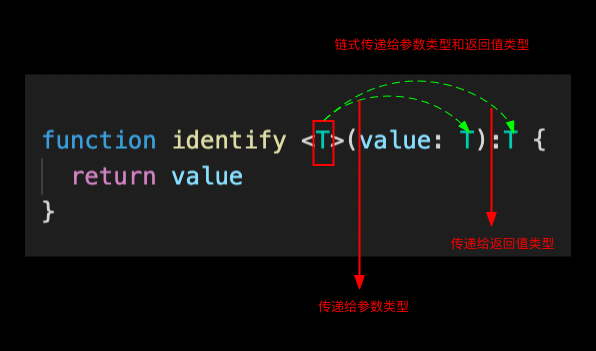 链式传递给参数类型和返回值类型
function identify <T>(value: T):T {
return value
}
传递给返回值类型
传递给参数类型